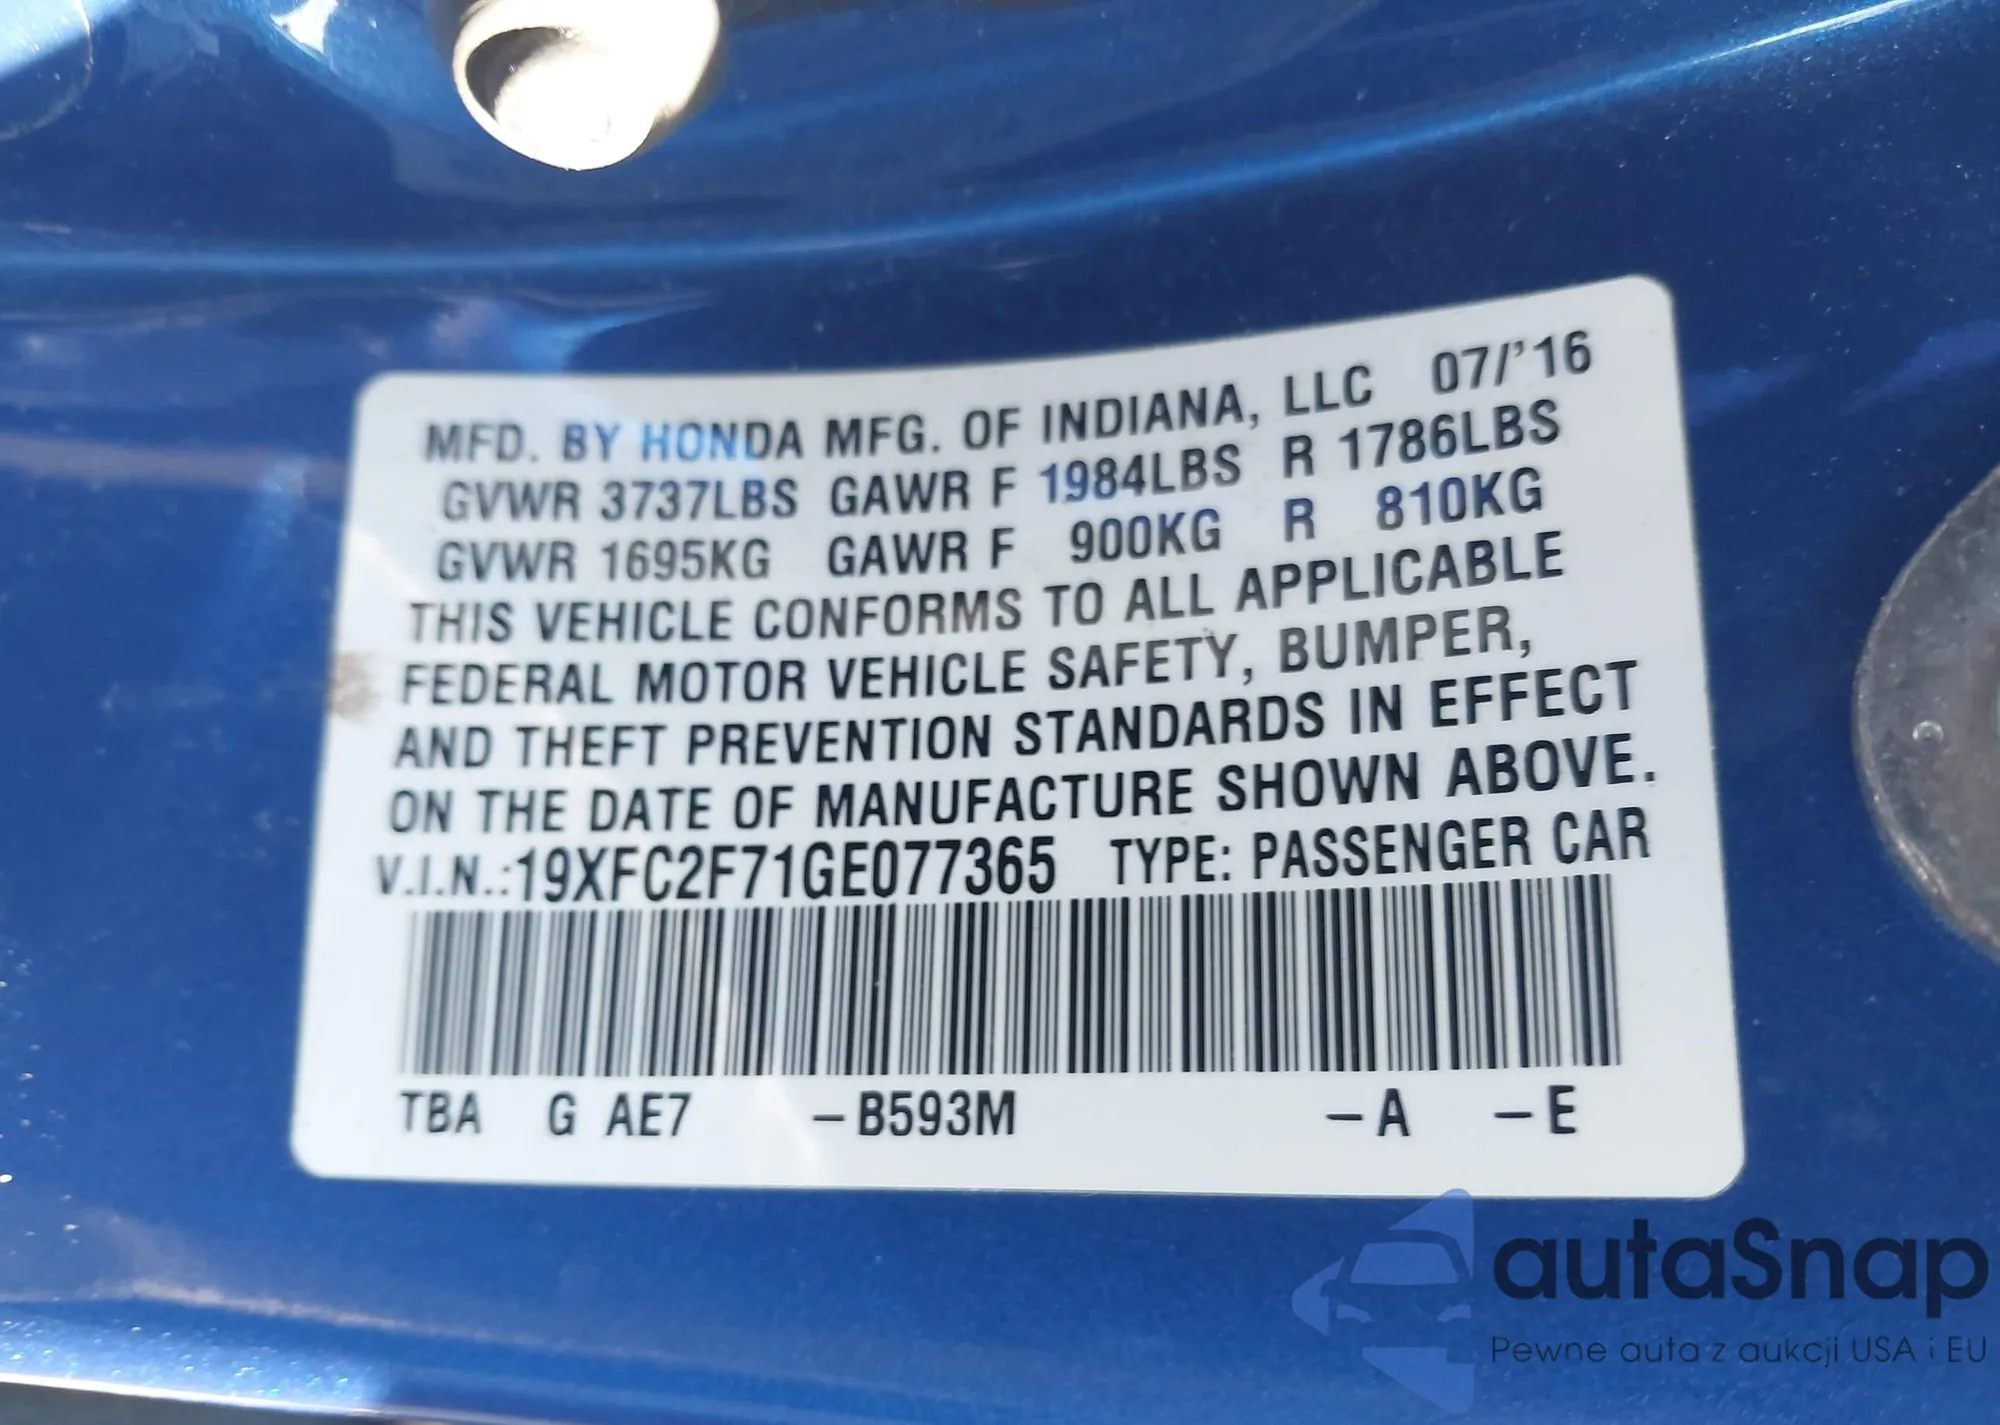 MFD. BY HONDA MFG. OF INDIANA, LLC 07/'16
GVWR 3737LBS GAWR F 1984LBS R 1786LBS
GVWR 1695KG GAWR F 900KG R 810KG
THIS VEHICLE CONFORMS TO ALL APPLICABLE
FEDERAL MOTOR VEHICLE SAFETY, BUMPER,
AND THEFT PREVENTION STANDARDS IN EFFECT
ON THE DATE OF MANUFACTURE SHOWN ABOVE.
V.I.N.:19XFC2F71GE077365 TYPE: PASSENGER CAR
TBA G AE7 –B593M –A –E
autaSnap
Pewne auta z aukcji USA i EU